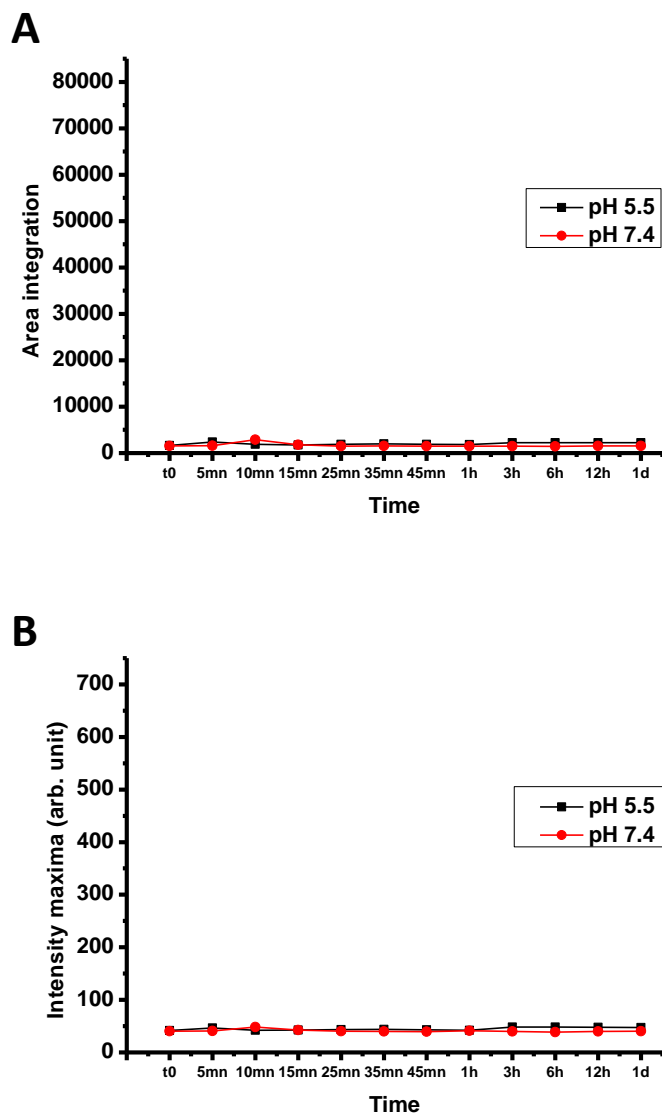 A
80000
70000
60000
50000
40000
30000
20000
10000
0
Area integration
pH 5.5
pH 7.4
t0 5mn 10mn 15mn 25mn 35mn 45mn 1h 3h 6h 12h 1d
Time
B
700
600
500
400
300
200
100
0
Intensity maxima (arb. unit)
pH 5.5
pH 7.4
t0 5mn 10mn 15mn 25mn 35mn 45mn 1h 3h 6h 12h 1d
Time